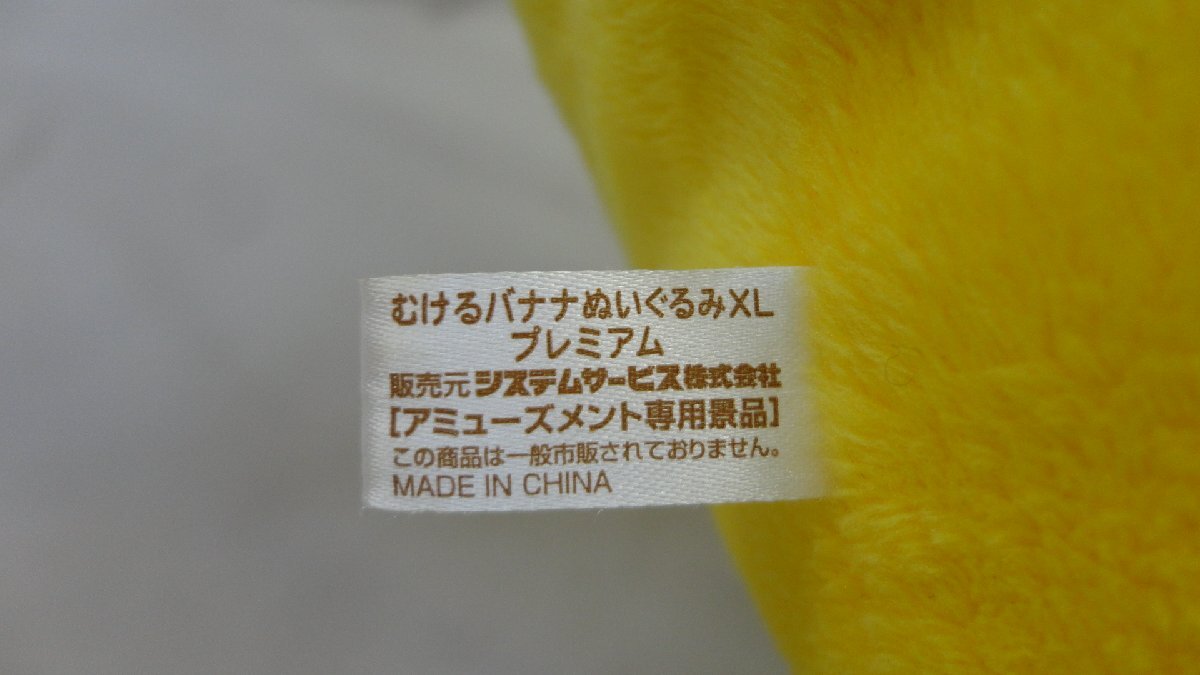 むけるバナナぬいぐるみXL
プレミアム
販売元 システムサービス株式会社
[アミューズメント専用景品]
この商品は一般市販されておりません。
MADE IN CHINA